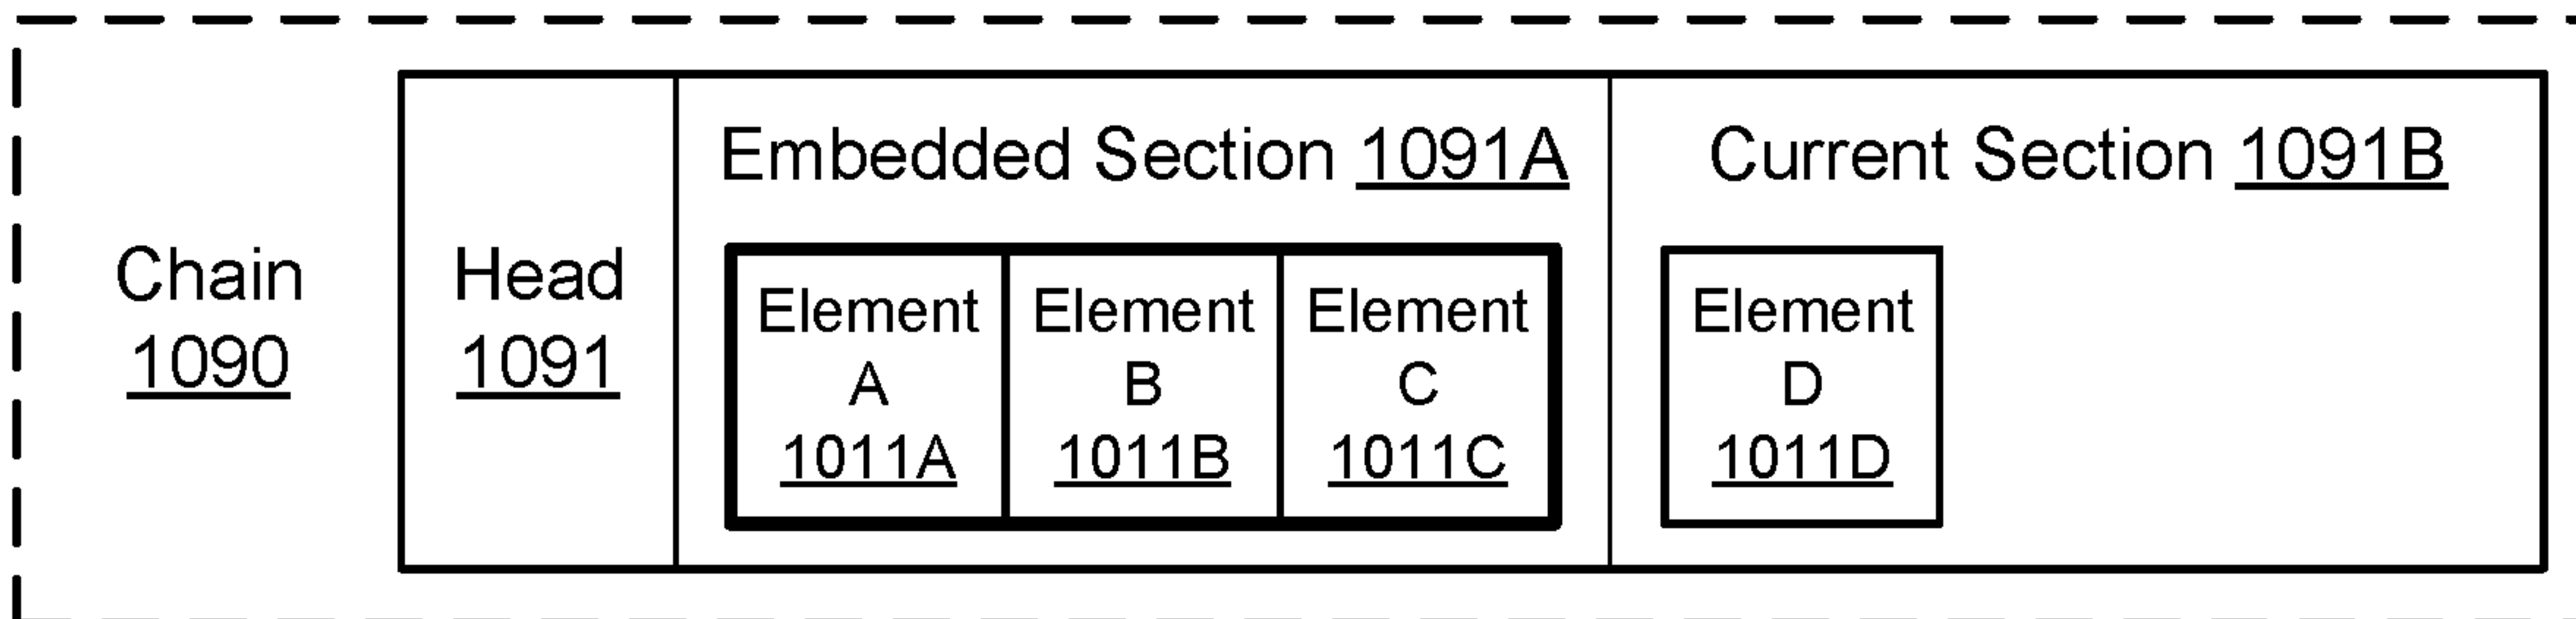 Chain
1090
Head
1091
Embedded Section 1091A
Element
A
1011A
Element
B
1011B
Element
C
1011C
Current Section 1091B
Element
D
1011D